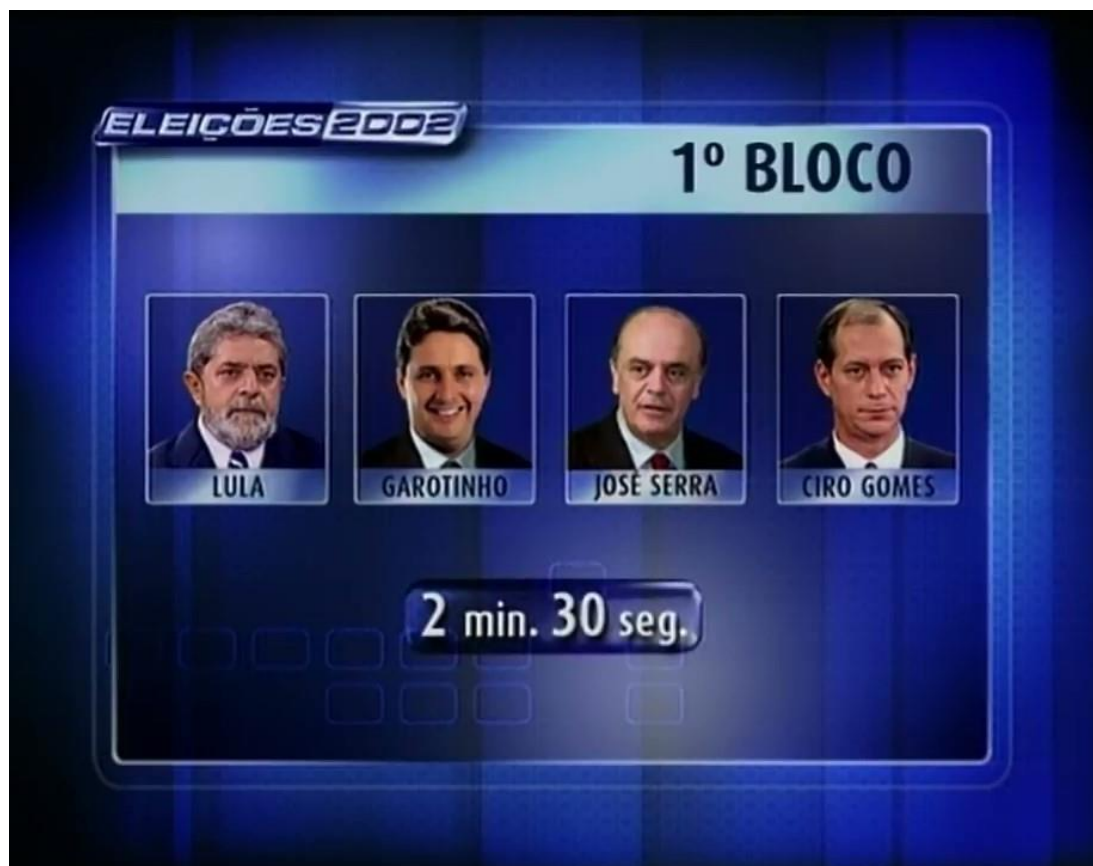 ELEIÇÕES 2002
1º BLOCO
LULA
GAROTINHO
JOSÉ SERRA
CIRO GOMES
2 min. 30 seg.